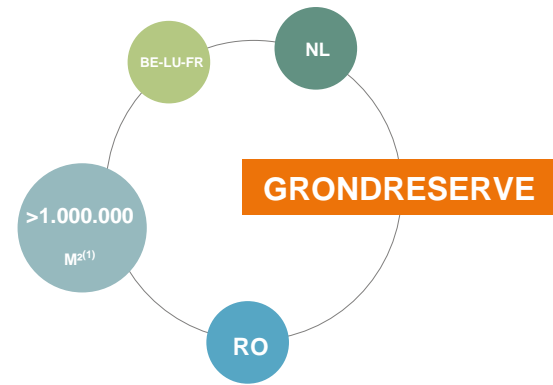 NL
BE-LU-FR
GRONDRESERVE
>1.000.000
M²⁽¹⁾
RO